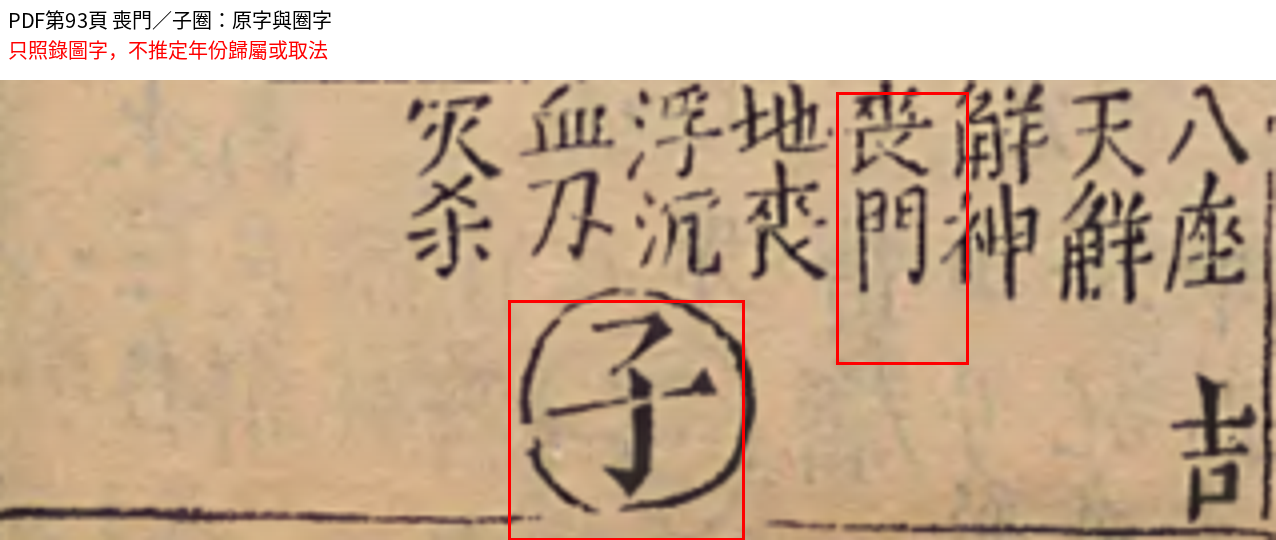 PDF第93頁 喪門／子圈：原字與圈字
只照錄圖字，不推定年份歸屬或取法
八座 吉
天觧
觧神
喪門
地喪
浮沉
血刃
灾杀
子